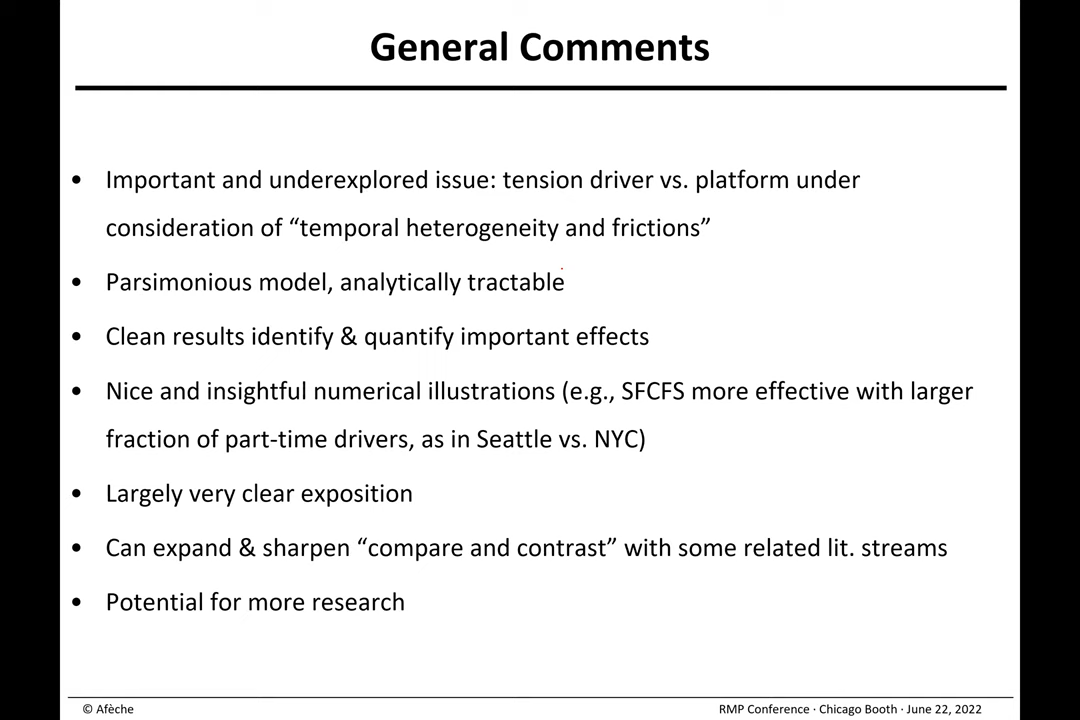 General Comments
• Important and underexplored issue: tension driver vs. platform under
consideration of “temporal heterogeneity and frictions”
• Parsimonious model, analytically tractable
• Clean results identify & quantify important effects
• Nice and insightful numerical illustrations (e.g., SFCFS more effective with larger
fraction of part-time drivers, as in Seattle vs. NYC)
• Largely very clear exposition
• Can expand & sharpen “compare and contrast” with some related lit. streams
• Potential for more research
© Afèche
RMP Conference · Chicago Booth · June 22, 2022